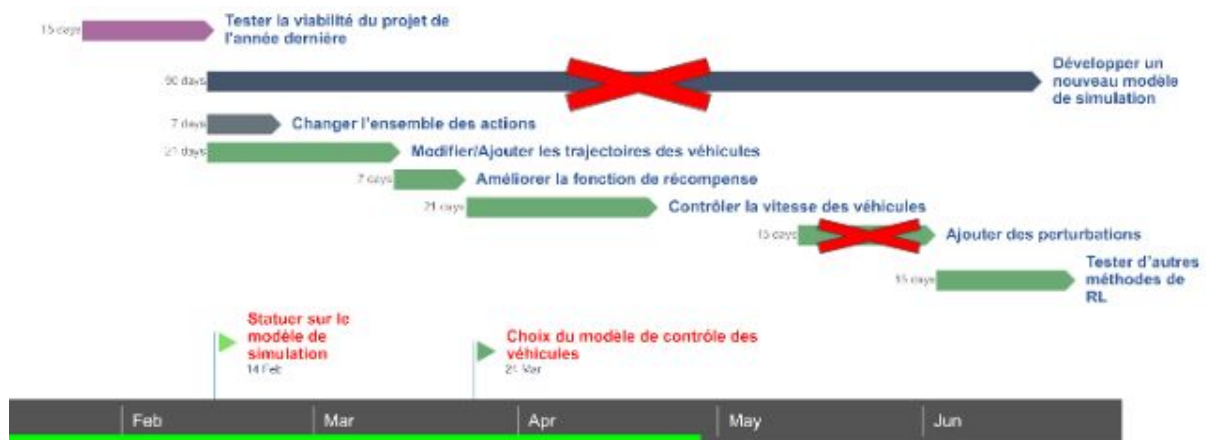 15 days
Tester la viabilité du projet de
l'année dernière
90 days
Développer un
nouveau modèle
de simulation
7 days
Changer l'ensemble des actions
21 days
Modifier/Ajouter les trajectoires des véhicules
7 days
Améliorer la fonction de récompense
21 days
Contrôler la vitesse des véhicules
15 days
Ajouter des perturbations
15 days
Tester d'autres
méthodes de
RL
Statuer sur le
modèle de
simulation
14 Feb
Choix du modèle de contrôle des
véhicules
21 Mar
Feb
Mar
Apr
May
Jun